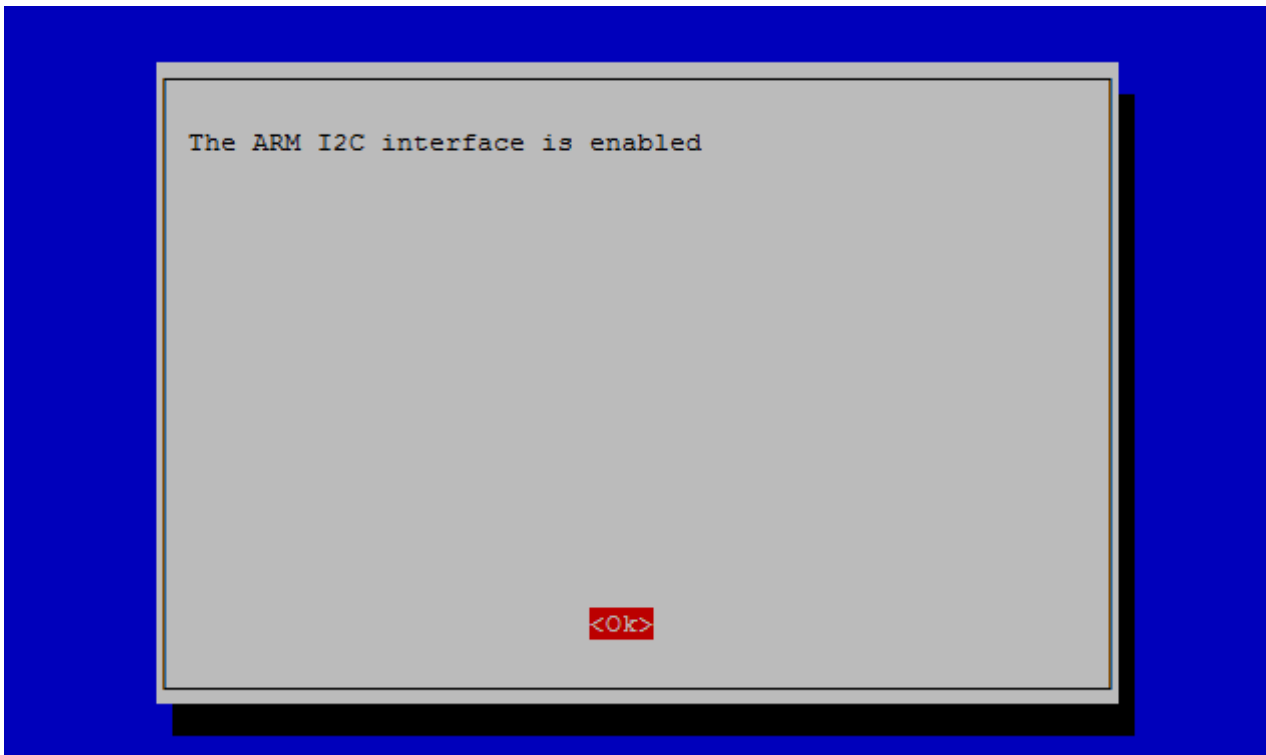 The ARM I2C interface is enabled
<Ok>